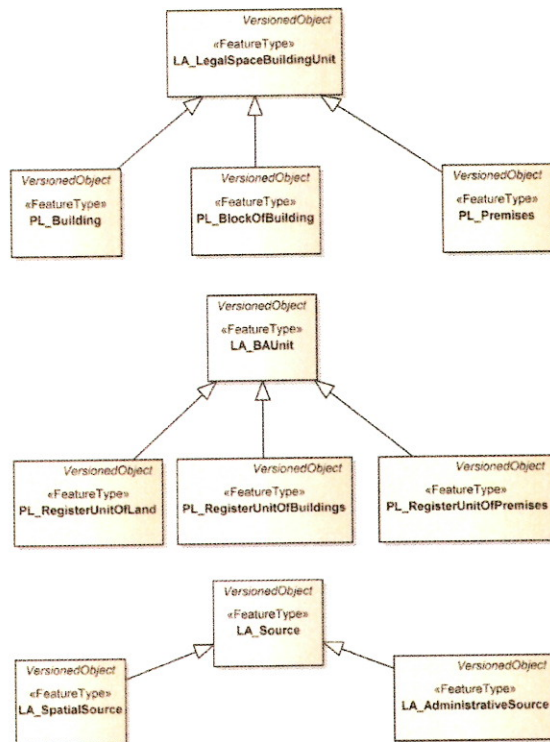 VersionedObject
«FeatureType»
LA_LegalSpaceBuildingUnit
VersionedObject
«FeatureType»
PL_Building
VersionedObject
«FeatureType»
PL_BlockOfBuilding
VersionedObject
«FeatureType»
PL_Premises
VersionedObject
«FeatureType»
LA_BAUnit
VersionedObject
«FeatureType»
PL_RegisterUnitOfLand
VersionedObject
«FeatureType»
PL_RegisterUnitOfBuildings
VersionedObject
«FeatureType»
PL_RegisterUnitOfPremises
VersionedObject
«FeatureType»
LA_Source
VersionedObject
«FeatureType»
LA_SpatialSource
VersionedObject
«FeatureType»
LA_AdministrativeSource